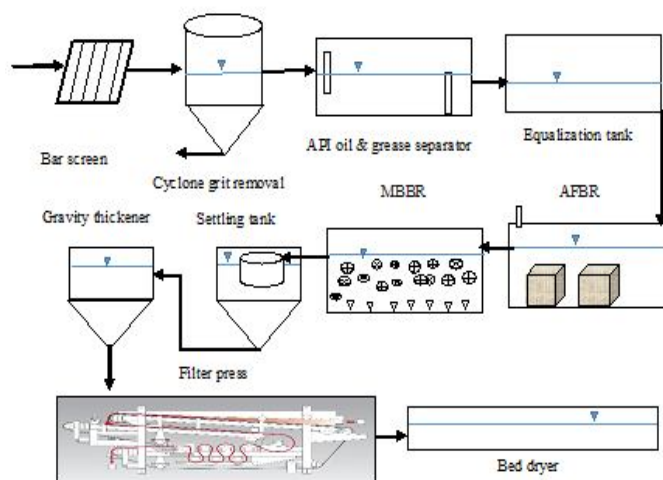 Bar screen
Cyclone grit removal
API oil & grease separator
Equalization tank
Gravity thickener
Settling tank
MBBR
AFBR
Filter press
Bed dryer